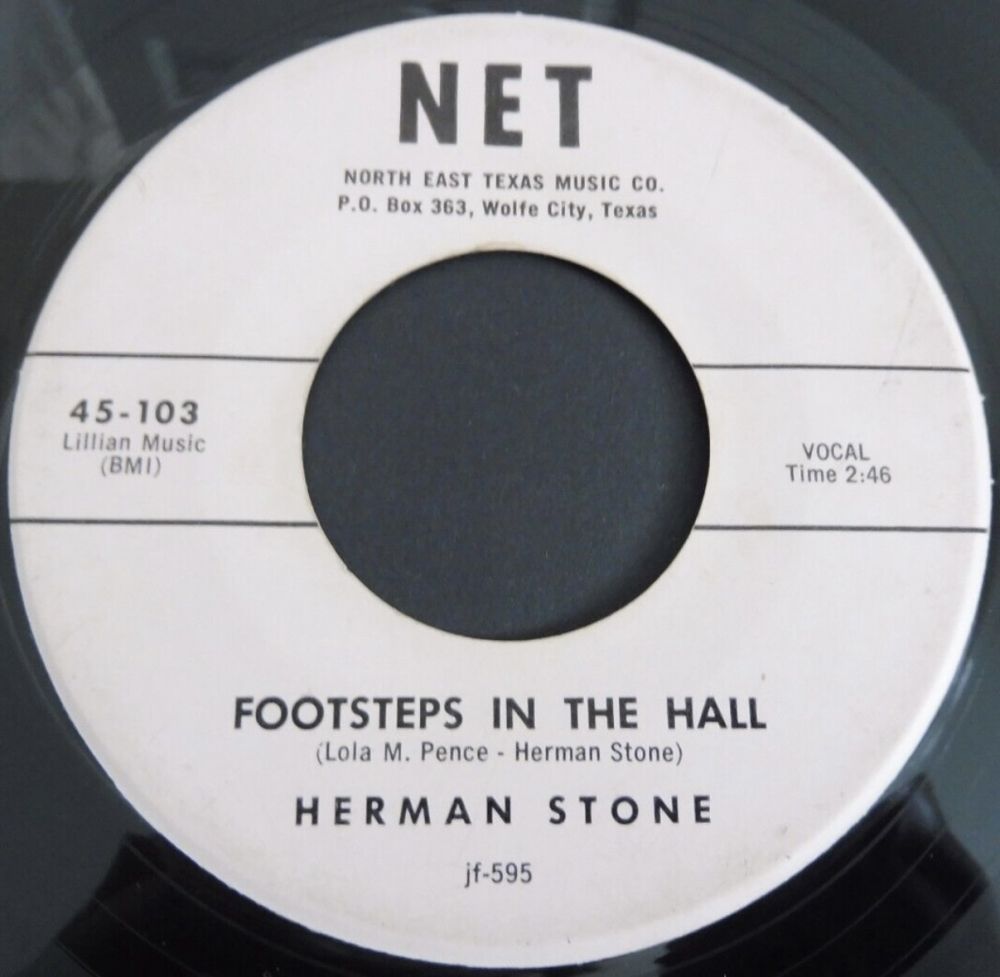 NET
NORTH EAST TEXAS MUSIC CO.
P.O. Box 363, Wolfe City, Texas
45-103
Lillian Music
(BMI)
VOCAL
Time 2:46
FOOTSTEPS IN THE HALL
(Lola M. Pence - Herman Stone)
HERMAN STONE
jf-595